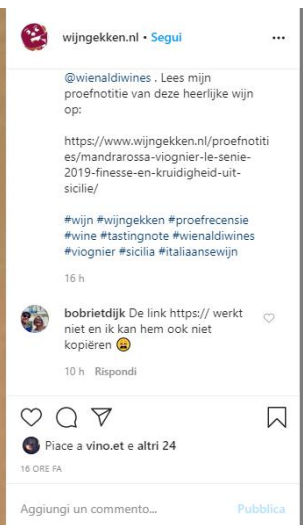 wijngekken.nl • Segui
@wienaldiwines . Lees mijn
proefnotitie van deze heerlijke wijn
op:
https://www.wijngekken.nl/proefnotiti
es/mandrarossa-viognier-le-senie-
2019-finesse-en-kruidigheid-uit-
sicilie/
#wijn #wijngekken #proefrecensie
#wine #tastingnote #wienaldiwines
#viognier #sicilia #italiaansewijn
16 h
bobrietdijk De link https:// werkt
niet en ik kan hem ook niet
kopiëren 😩
10 h Rispondi
Piace a vino.et e altri 24
16 ORE FA
Aggiungi un commento... Pubblica